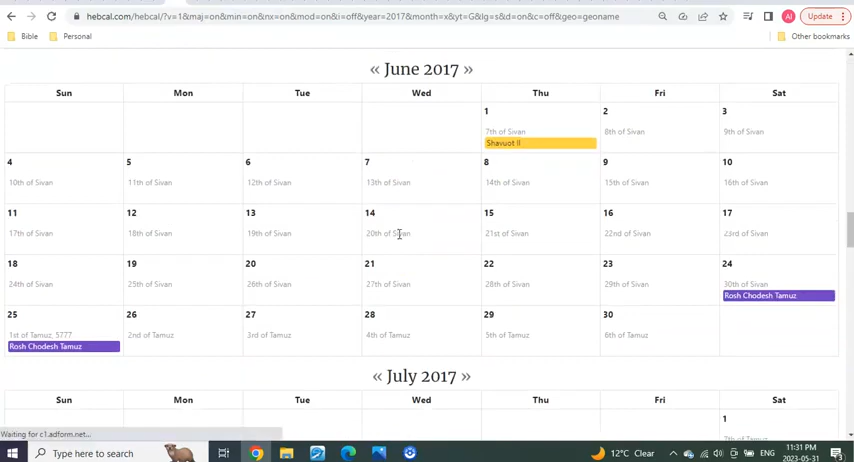 hebcal.com/hebcal/?v=1&maj=on&min=on&nx=on&mod=on&i=off&year=2017&month=x&yt=G&lg=s&d=on&c=off&geo=geoname
Update
Bible Personal Other bookmarks
« June 2017 »
Sun Mon Tue Wed Thu Fri Sat
1 2 3
7th of Sivan 8th of Sivan 9th of Sivan
Shavuot II
4 5 6 7 8 9 10
10th of Sivan 11th of Sivan 12th of Sivan 13th of Sivan 14th of Sivan 15th of Sivan 16th of Sivan
11 12 13 14 15 16 17
17th of Sivan 18th of Sivan 19th of Sivan 20th of Sivan 21st of Sivan 22nd of Sivan 23rd of Sivan
18 19 20 21 22 23 24
24th of Sivan 25th of Sivan 26th of Sivan 27th of Sivan 28th of Sivan 29th of Sivan 30th of Sivan
Rosh Chodesh Tamuz
25 26 27 28 29 30
1st of Tamuz, 5777 2nd of Tamuz 3rd of Tamuz 4th of Tamuz 5th of Tamuz 6th of Tamuz
Rosh Chodesh Tamuz
« July 2017 »
Sun Mon Tue Wed Thu Fri Sat
1
7th of Tamuz
Waiting for c1.adform.net...
Type here to search
12°C Clear
ENG
11:31 PM
2023-05-31
3